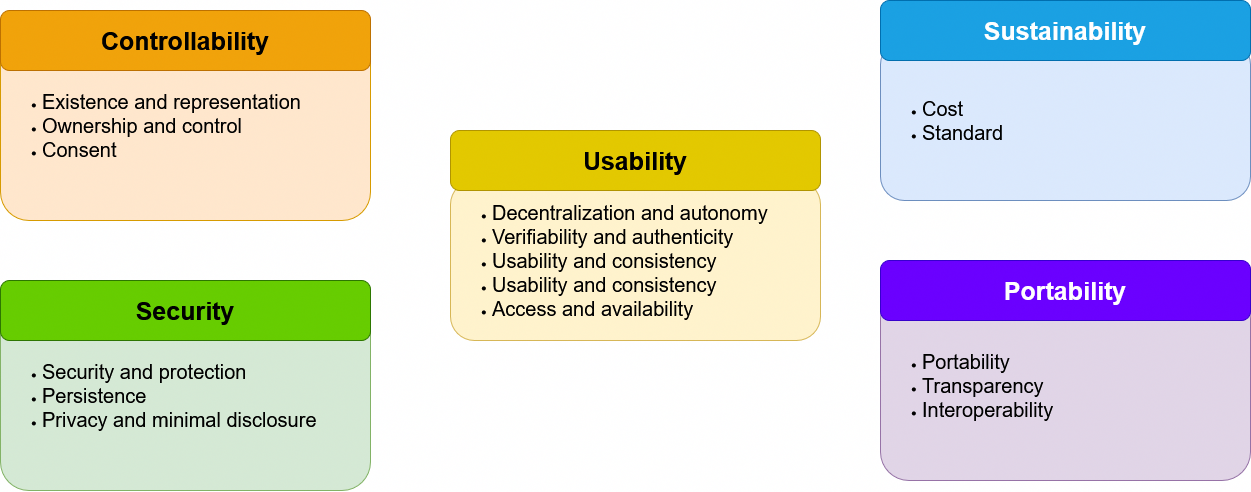 Controllability
• Existence and representation
• Ownership and control
• Consent
Security
• Security and protection
• Persistence
• Privacy and minimal disclosure
Usability
• Decentralization and autonomy
• Verifiability and authenticity
• Usability and consistency
• Usability and consistency
• Access and availability
Sustainability
• Cost
• Standard
Portability
• Portability
• Transparency
• Interoperability